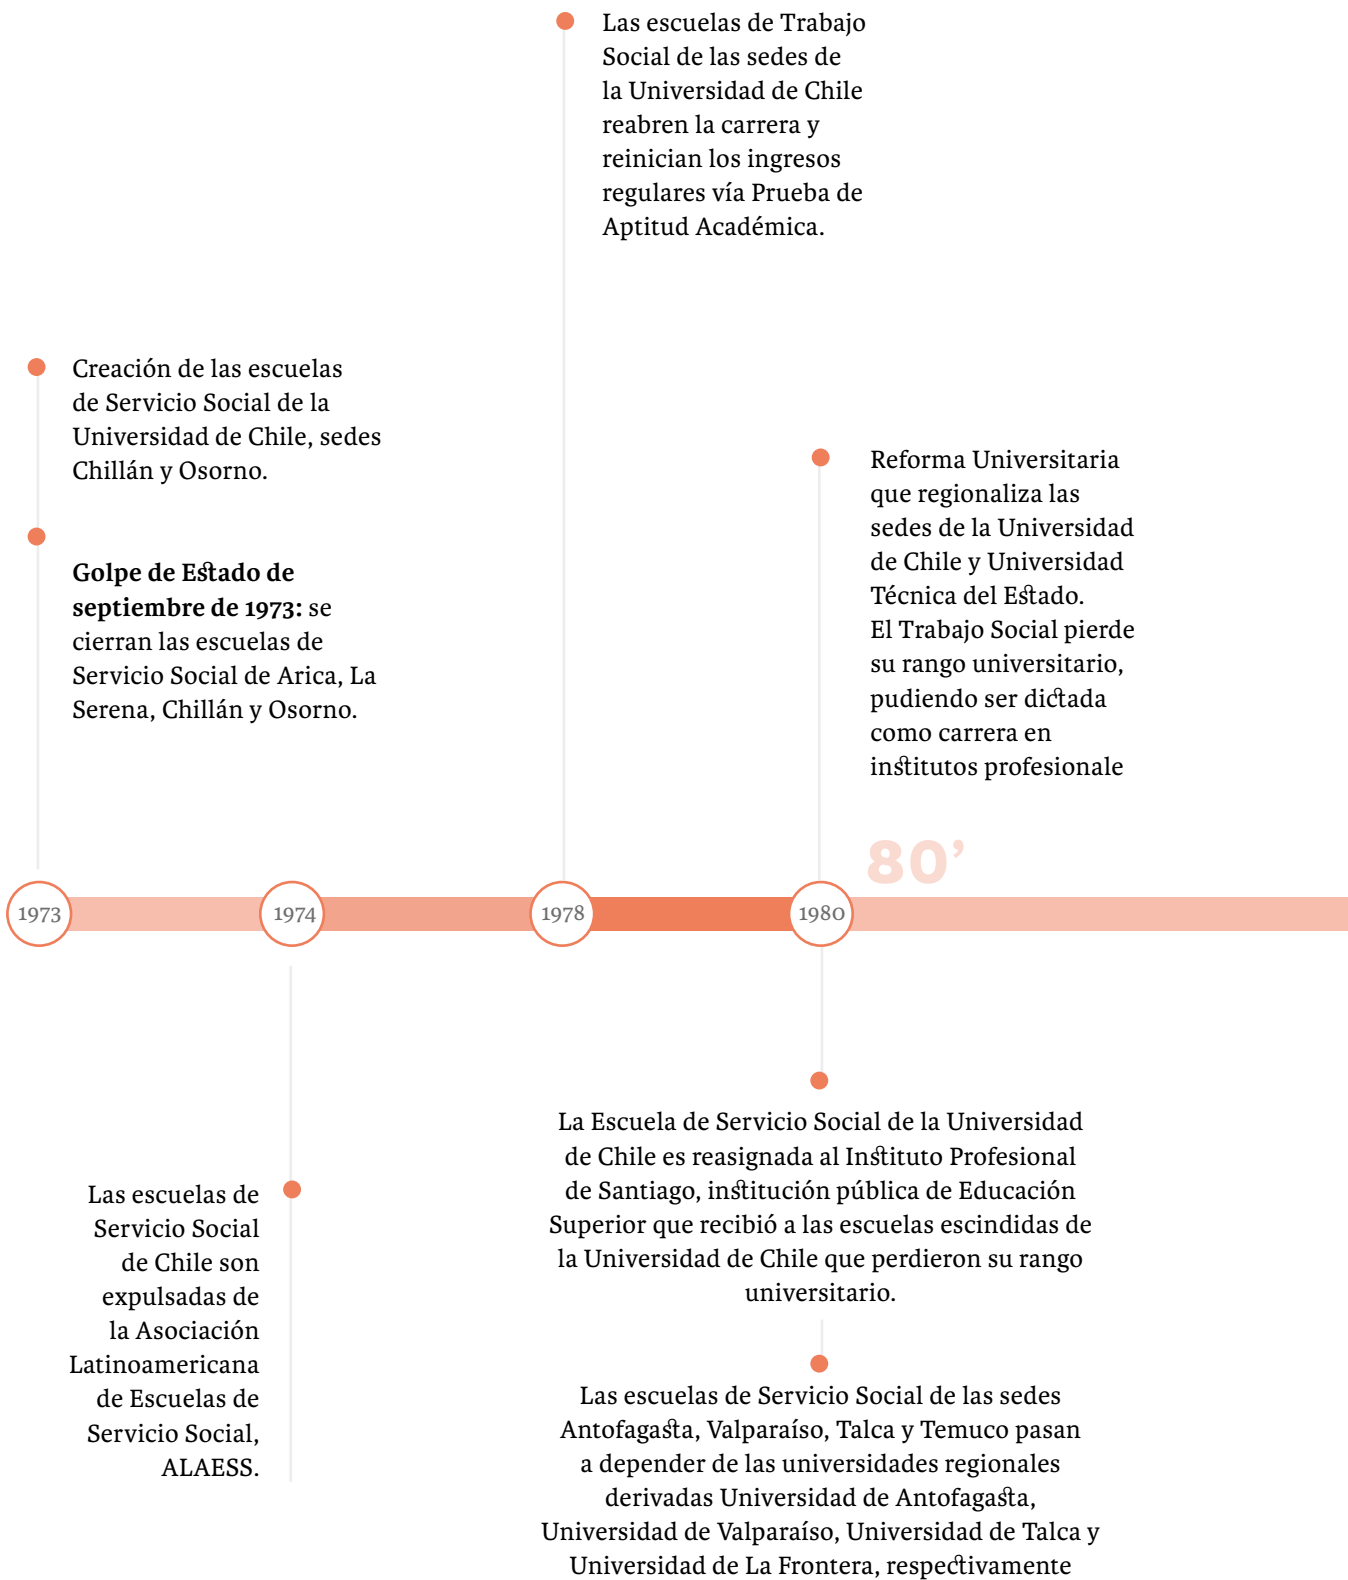 Las escuelas de Trabajo
Social de las sedes de
la Universidad de Chile
reabren la carrera y
reinician los ingresos
regulares vía Prueba de
Aptitud Académica.
Creación de las escuelas
de Servicio Social de la
Universidad de Chile, sedes
Chillán y Osorno.
Golpe de Estado de
septiembre de 1973: se
cierran las escuelas de
Servicio Social de Arica, La
Serena, Chillán y Osorno.
Reforma Universitaria
que regionaliza las
sedes de la Universidad
de Chile y Universidad
Técnica del Estado.
El Trabajo Social pierde
su rango universitario,
pudiendo ser dictada
como carrera en
institutos profesionale
80’
1973
1974
1978
1980
Las escuelas de
Servicio Social
de Chile son
expulsadas de
la Asociación
Latinoamericana
de Escuelas de
Servicio Social,
ALAESS.
La Escuela de Servicio Social de la Universidad
de Chile es reasignada al Instituto Profesional
de Santiago, institución pública de Educación
Superior que recibió a las escuelas escindidas de
la Universidad de Chile que perdieron su rango
universitario.
Las escuelas de Servicio Social de las sedes
Antofagasta, Valparaíso, Talca y Temuco pasan
a depender de las universidades regionales
derivadas Universidad de Antofagasta,
Universidad de Valparaíso, Universidad de Talca y
Universidad de La Frontera, respectivamente